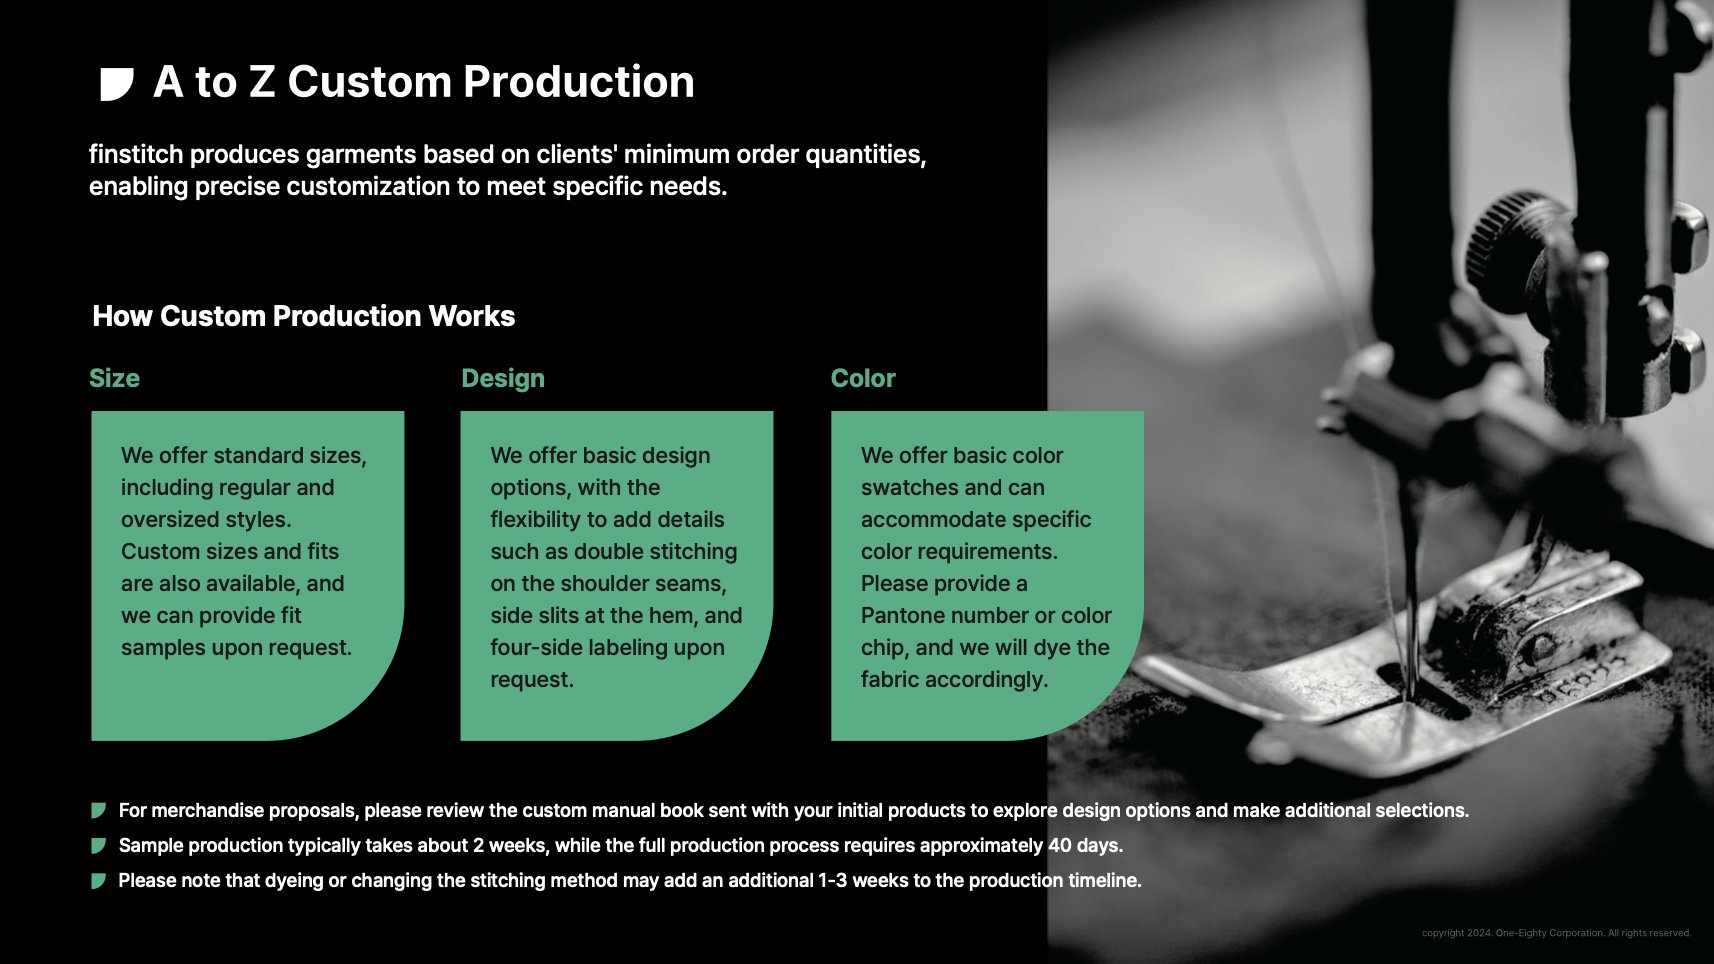 A to Z Custom Production
finstitch produces garments based on clients' minimum order quantities,
enabling precise customization to meet specific needs.
How Custom Production Works
Size
We offer standard sizes,
including regular and
oversized styles.
Custom sizes and fits
are also available, and
we can provide fit
samples upon request.
Design
We offer basic design
options, with the
flexibility to add details
such as double stitching
on the shoulder seams,
side slits at the hem, and
four-side labeling upon
request.
Color
We offer basic color
swatches and can
accommodate specific
color requirements.
Please provide a
Pantone number or color
chip, and we will dye the
fabric accordingly.
For merchandise proposals, please review the custom manual book sent with your initial products to explore design options and make additional selections.
Sample production typically takes about 2 weeks, while the full production process requires approximately 40 days.
Please note that dyeing or changing the stitching method may add an additional 1-3 weeks to the production timeline.
copyright 2024. One-Eighty Corporation. All rights reserved.